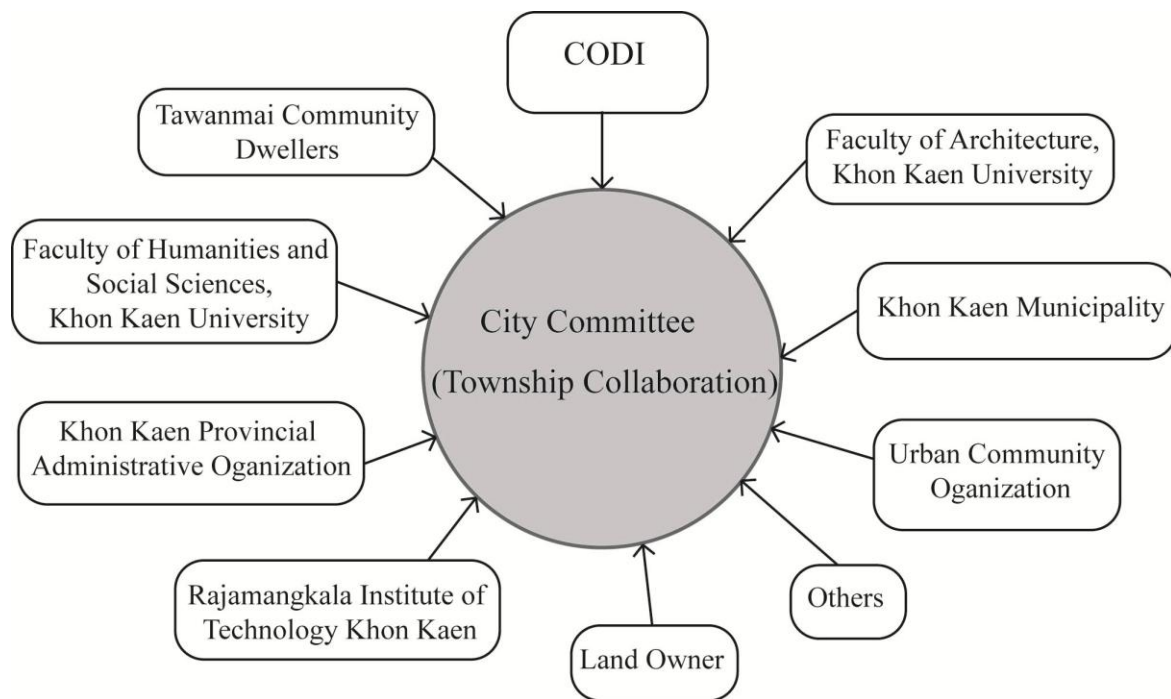 CODI
Tawanmai Community
Dwellers
Faculty of Architecture,
Khon Kaen University
Faculty of Humanities and
Social Sciences,
Khon Kaen University
Khon Kaen Municipality
City Committee
(Township Collaboration)
Khon Kaen Provincial
Administrative Oganization
Urban Community
Oganization
Rajamangkala Institute of
Technology Khon Kaen
Others
Land Owner